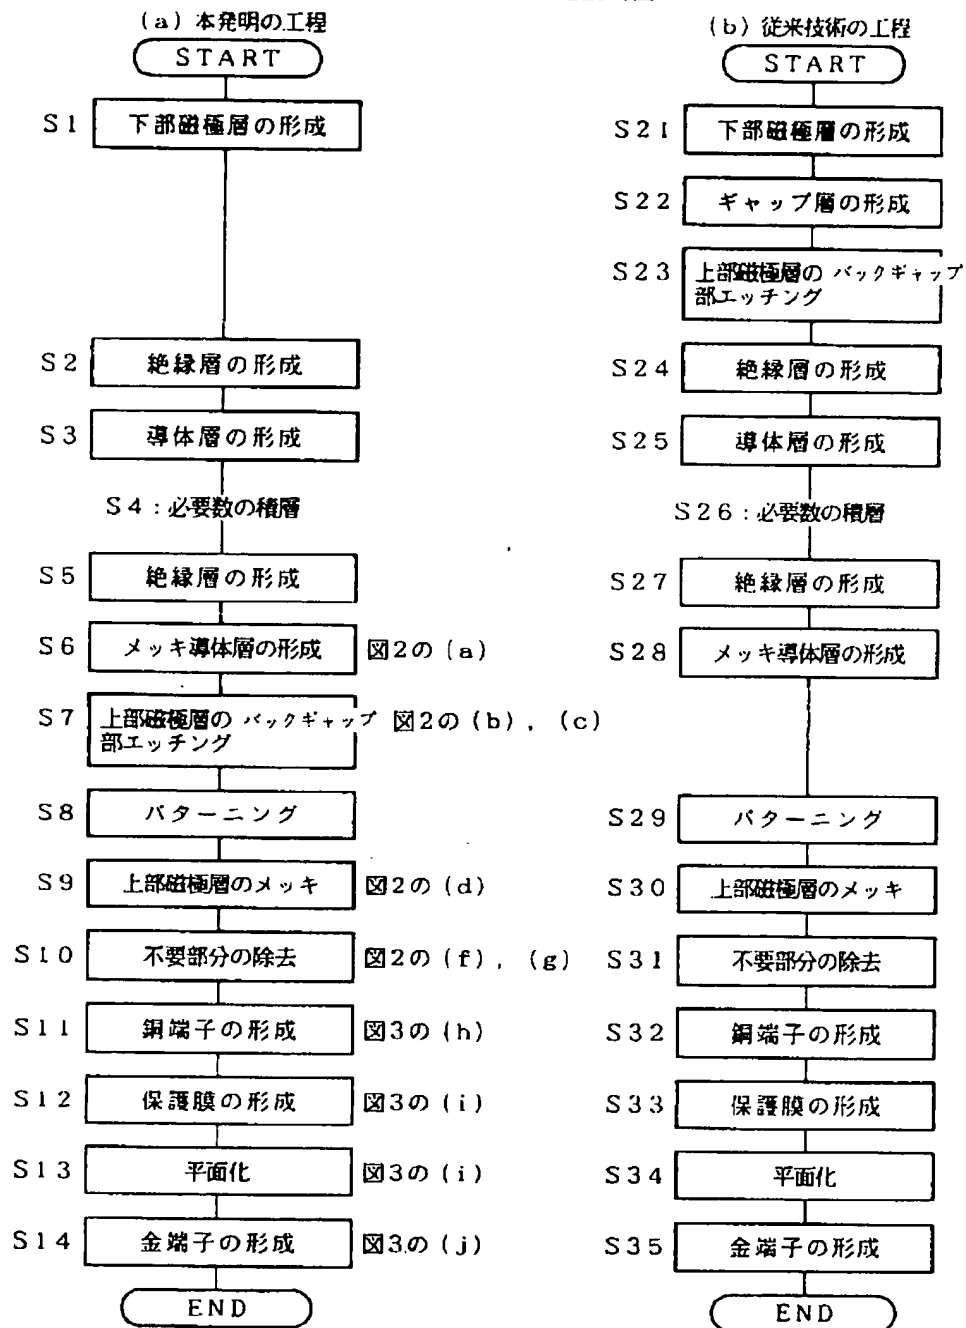 (a) 本発明の工程
START
S1 下部磁極層の形成
S2 絶縁層の形成
S3 導体層の形成
S4:必要数の積層
S5 絶縁層の形成
S6 メッキ導体層の形成 図2の (a)
S7 上部磁極層の バックギャップ 図2の (b), (c)
部エッチング
S8 パターニング
S9 上部磁極層のメッキ 図2の (d)
S10 不要部分の除去 図2の (f), (g)
S11 銅端子の形成 図3の (h)
S12 保護膜の形成 図3の (i)
S13 平面化 図3の (i)
S14 金端子の形成 図3の (j)
END
(b) 従来技術の工程
START
S21 下部磁極層の形成
S22 ギャップ層の形成
S23 上部磁極層の バックギャップ
部エッチング
S24 絶縁層の形成
S25 導体層の形成
S26:必要数の積層
S27 絶縁層の形成
S28 メッキ導体層の形成
S29 パターニング
S30 上部磁極層のメッキ
S31 不要部分の除去
S32 銅端子の形成
S33 保護膜の形成
S34 平面化
S35 金端子の形成
END